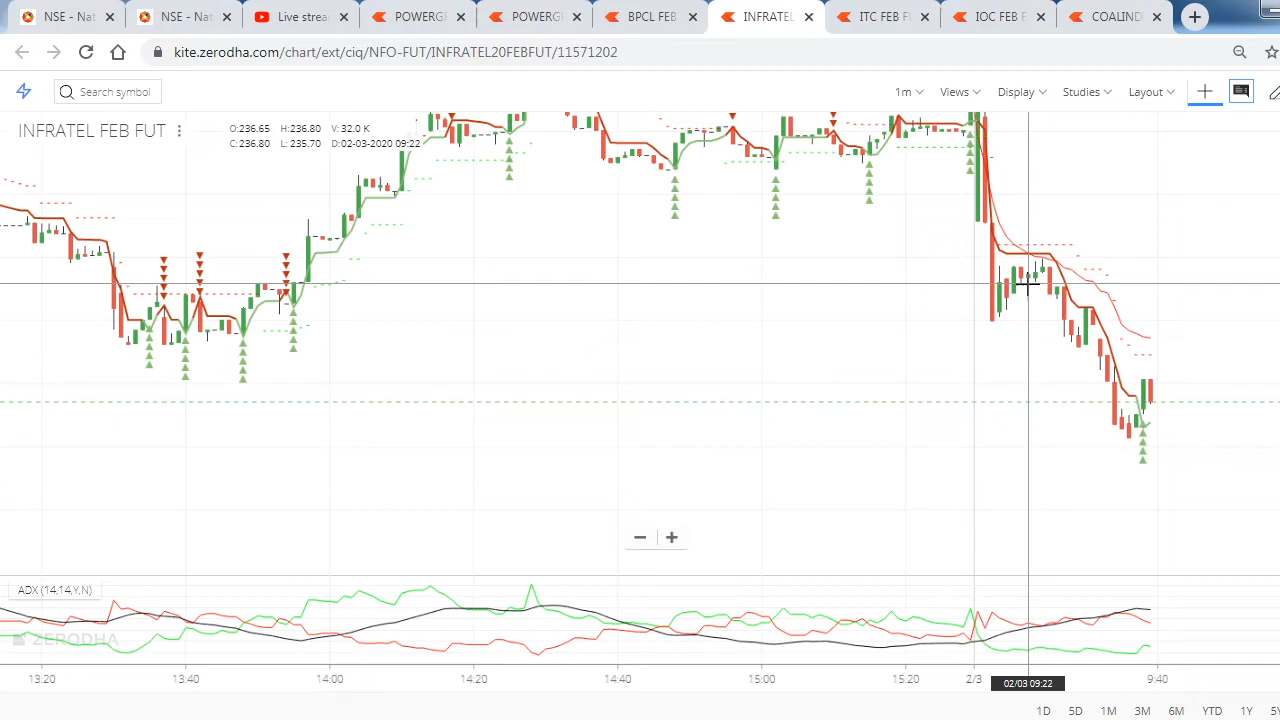 NSE - Nat
NSE - Nat
Live strea
POWERG
POWERG
BPCL FEB
INFRATEL
ITC FEB F
IOC FEB F
COALIND
kite.zerodha.com/chart/ext/ciq/NFO-FUT/INFRATEL20FEBFUT/11571202
Search symbol
1m
Views
Display
Studies
Layout
INFRATEL FEB FUT
O:236.65 H:236.80 V: 32.0 K
C: 236.80 L: 235.70 D:02-03-2020 09:22
ADX (14,14,Y,N)
ZERODHA
13:20
13:40
14:00
14:20
14:40
15:00
15:20
2/3
02/03 09:22
9:40
1D
5D
1M
3M
6M
YTD
1Y